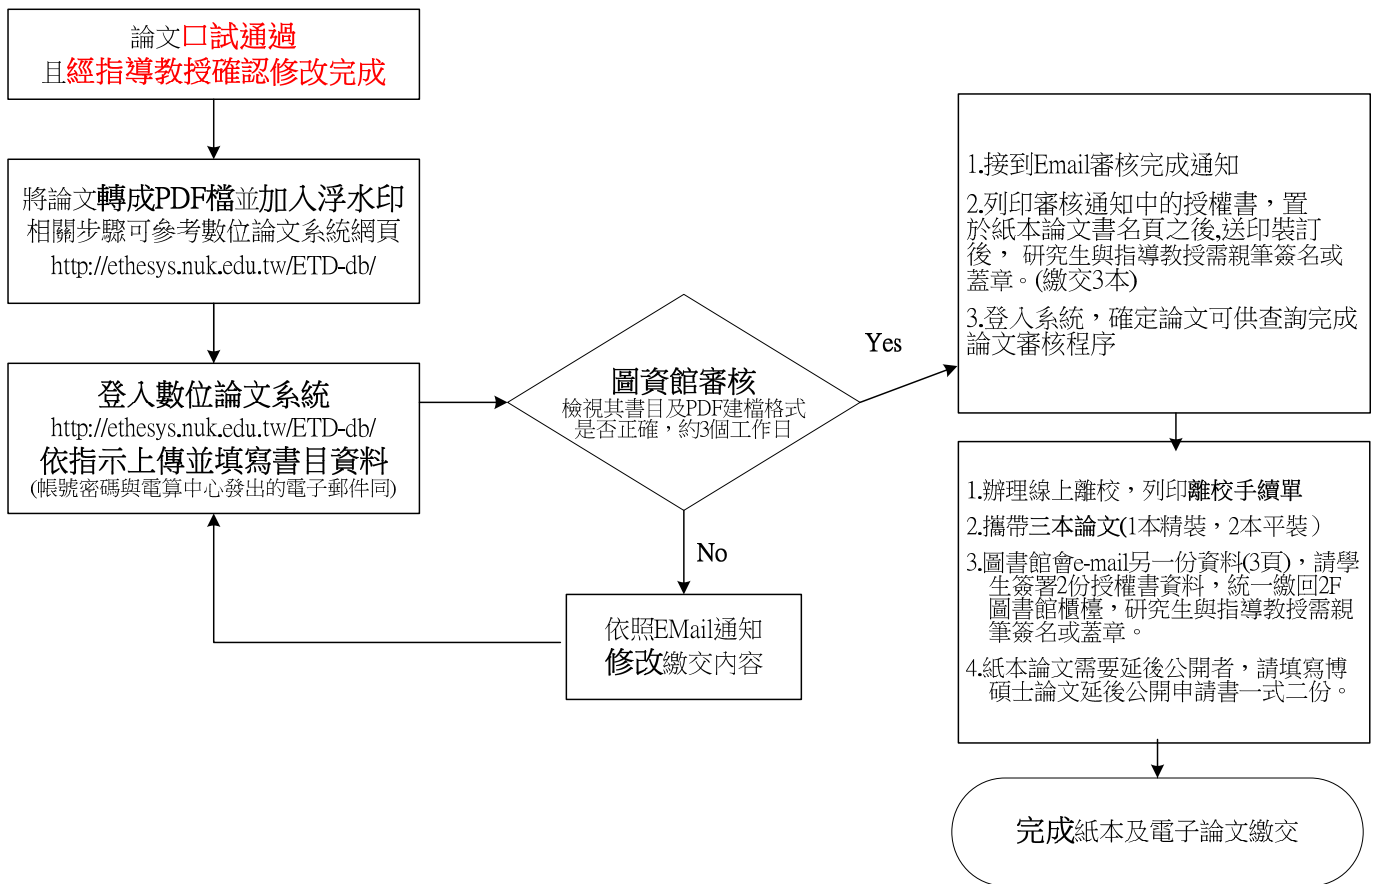 論文口試通過
且經指導教授確認修改完成
將論文轉成PDF檔並加入浮水印
相關步驟可參考數位論文系統網頁
http://ethesys.nuk.edu.tw/ETD-db/
登入數位論文系統
http://ethesys.nuk.edu.tw/ETD-db/
依指示上傳並填寫書目資料
(帳號密碼與電算中心發出的電子郵件同)
圖資館審核
檢視其書目及PDF建檔格式
是否正確，約3個工作日
Yes
No
依照EMail通知
修改繳交內容
1.接到Email審核完成通知
2.列印審核通知中的授權書，置
於紙本論文書名頁之後,送印裝訂
後， 研究生與指導教授需親筆簽名或
蓋章。(繳交3本)
3.登入系統，確定論文可供查詢完成
論文審核程序
1.辦理線上離校，列印離校手續單
2.攜帶三本論文(1本精裝，2本平裝）
3.圖書館會e-mail另一份資料(3頁)，請學
生簽署2份授權書資料，統一繳回2F
圖書館櫃檯，研究生與指導教授需親
筆簽名或蓋章。
4.紙本論文需要延後公開者，請填寫博
碩士論文延後公開申請書一式二份。
完成紙本及電子論文繳交